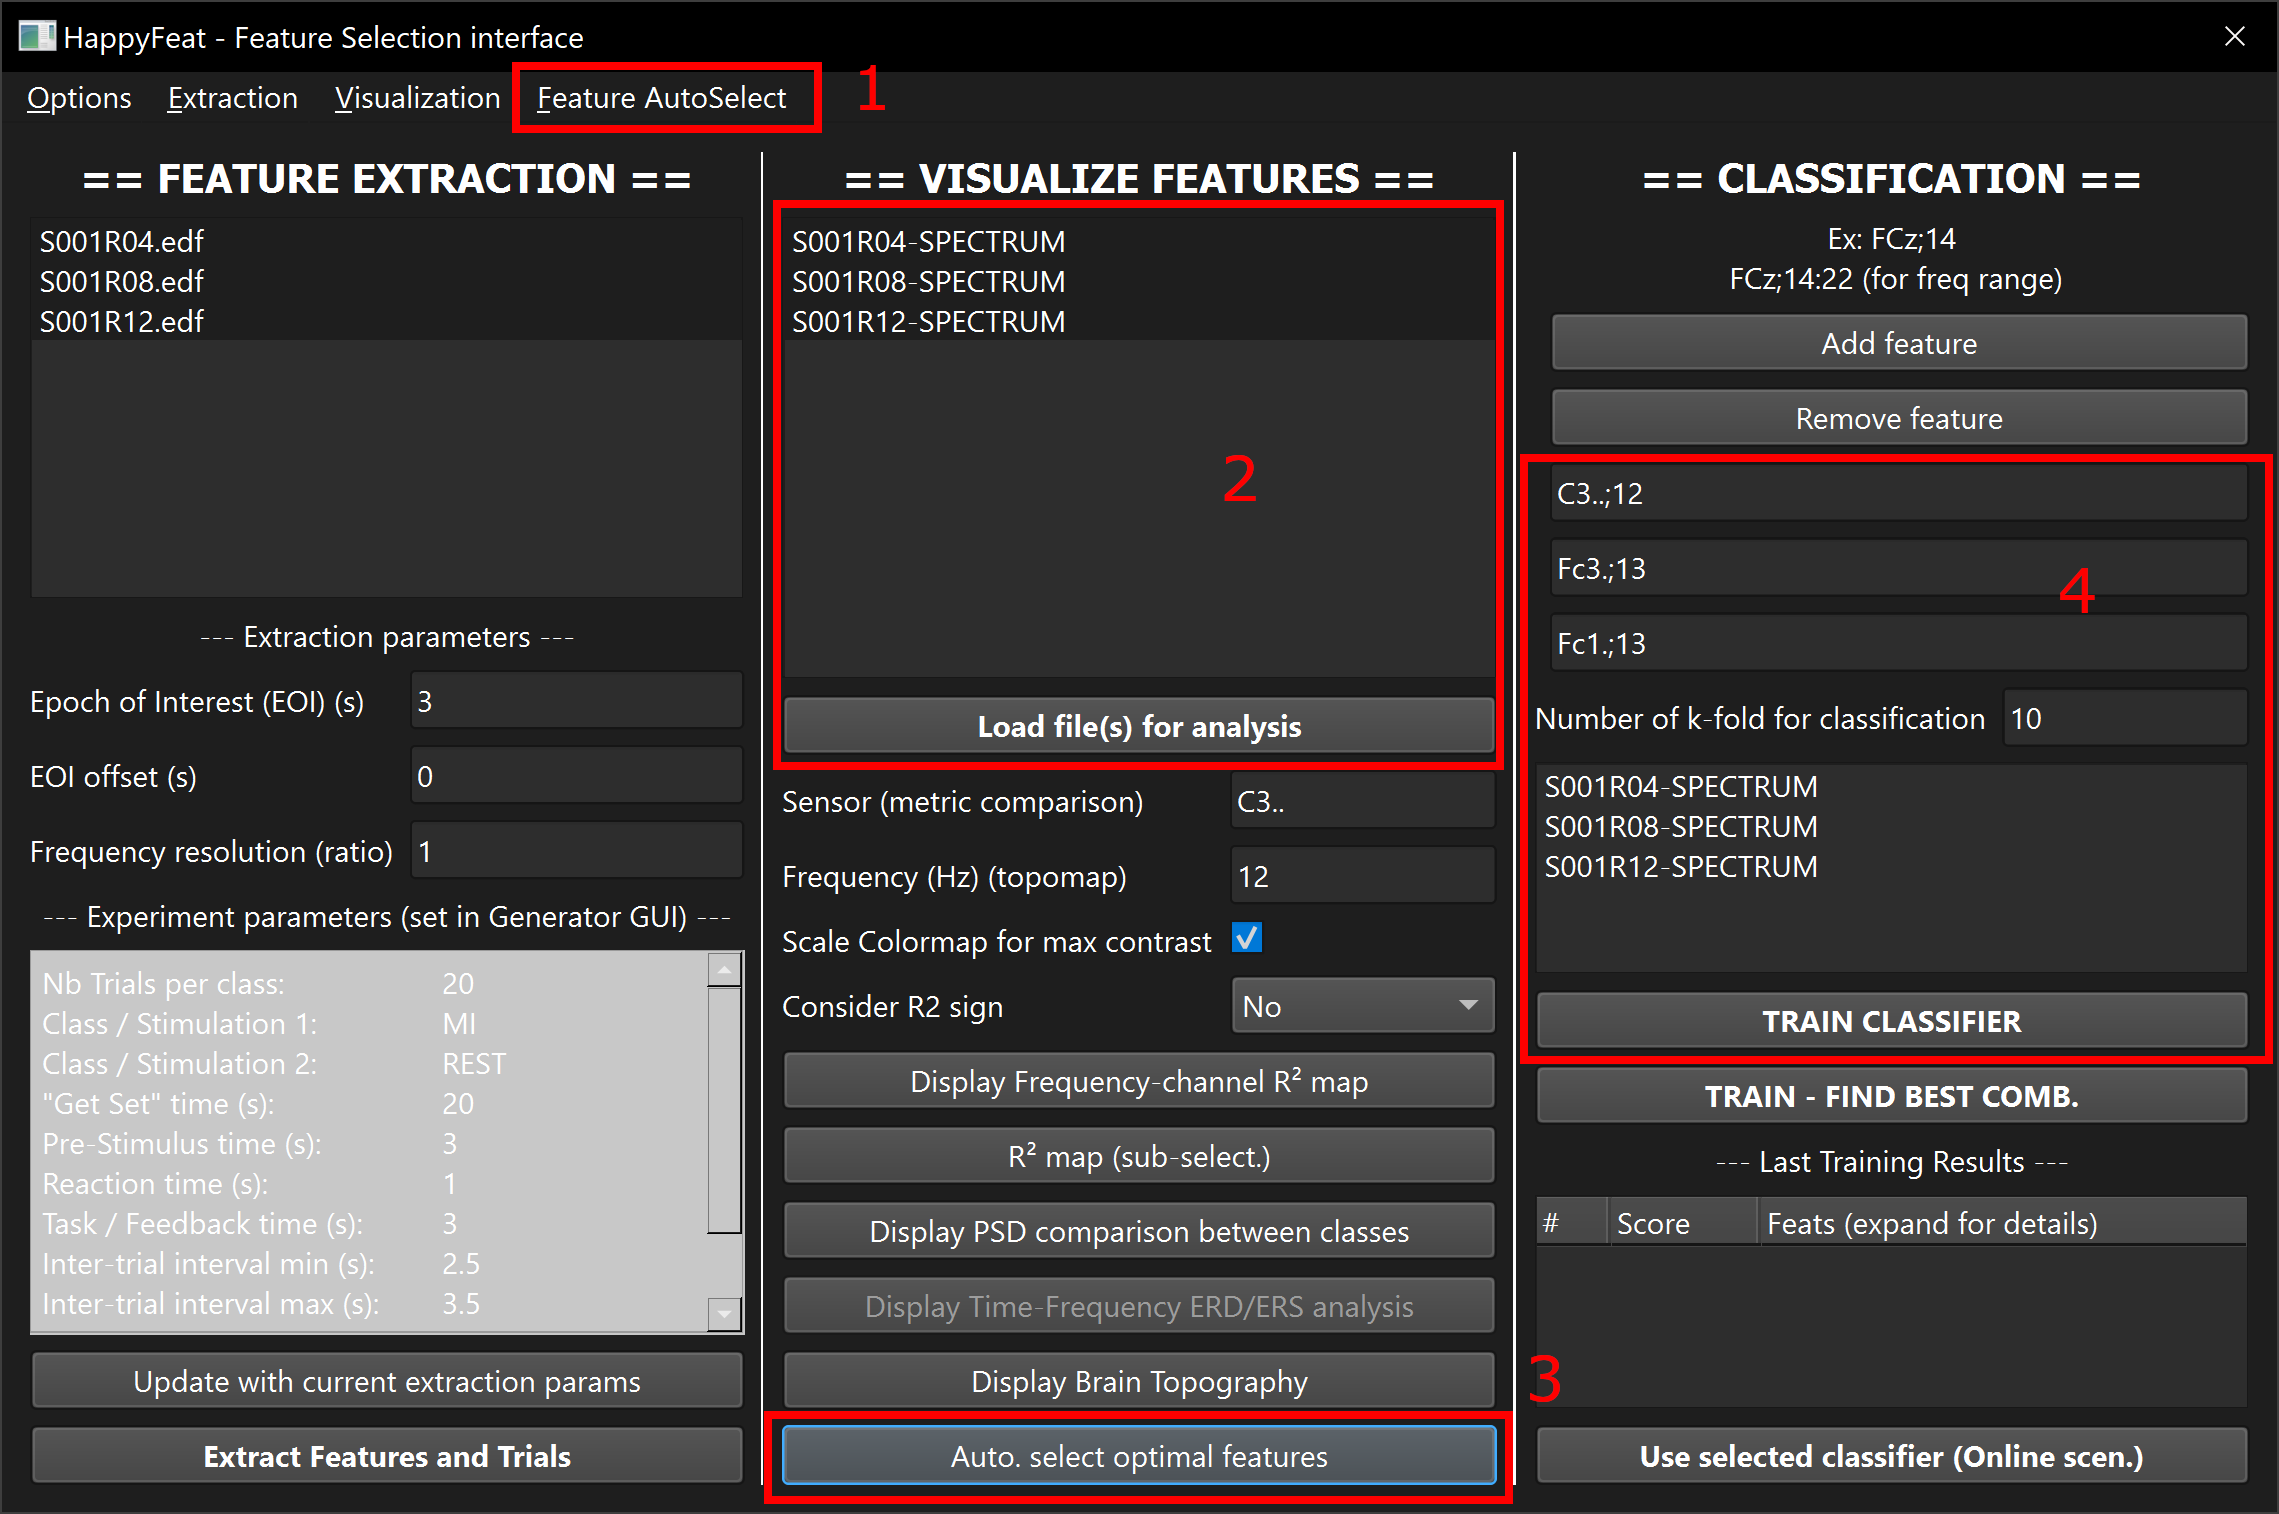 HappyFeat - Feature Selection interface
Options Extraction Visualization Feature AutoSelect 1
== FEATURE EXTRACTION ==
S001R04.edf
S001R08.edf
S001R12.edf
--- Extraction parameters ---
Epoch of Interest (EOI) (s) 3
EOI offset (s) 0
Frequency resolution (ratio) 1
--- Experiment parameters (set in Generator GUI) ---
Nb Trials per class: 20
Class / Stimulation 1: MI
Class / Stimulation 2: REST
"Get Set" time (s): 20
Pre-Stimulus time (s): 3
Reaction time (s): 1
Task / Feedback time (s): 3
Inter-trial interval min (s): 2.5
Inter-trial interval max (s): 3.5
Update with current extraction params
Extract Features and Trials
== VISUALIZE FEATURES ==
S001R04-SPECTRUM
S001R08-SPECTRUM
S001R12-SPECTRUM
2
Load file(s) for analysis
Sensor (metric comparison) C3..
Frequency (Hz) (topomap) 12
Scale Colormap for max contrast
Consider R2 sign No
Display Frequency-channel R² map
R² map (sub-select.)
Display PSD comparison between classes
Display Time-Frequency ERD/ERS analysis
Display Brain Topography
3
Auto. select optimal features
== CLASSIFICATION ==
Ex: FCz;14
FCz;14:22 (for freq range)
Add feature
Remove feature
C3..;12
Fc3.;13
4
Fc1.;13
Number of k-fold for classification 10
S001R04-SPECTRUM
S001R08-SPECTRUM
S001R12-SPECTRUM
TRAIN CLASSIFIER
TRAIN - FIND BEST COMB.
--- Last Training Results ---
# Score Feats (expand for details)
Use selected classifier (Online scen.)